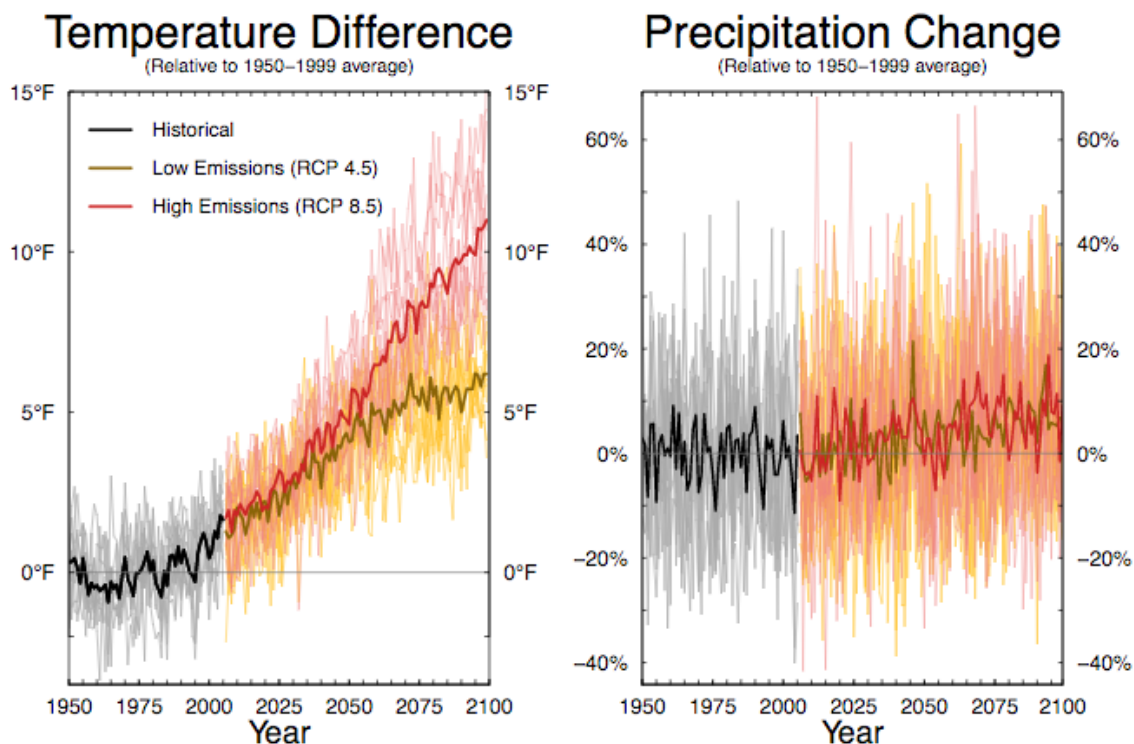 Temperature Difference
(Relative to 1950–1999 average)
15°F
15°F
Historical
Low Emissions (RCP 4.5)
High Emissions (RCP 8.5)
10°F
10°F
5°F
5°F
0°F
0°F
1950
1975
2000
2025
2050
2075
2100
Year
Precipitation Change
(Relative to 1950–1999 average)
60%
60%
40%
40%
20%
20%
0%
0%
−20%
−20%
−40%
−40%
1950
1975
2000
2025
2050
2075
2100
Year